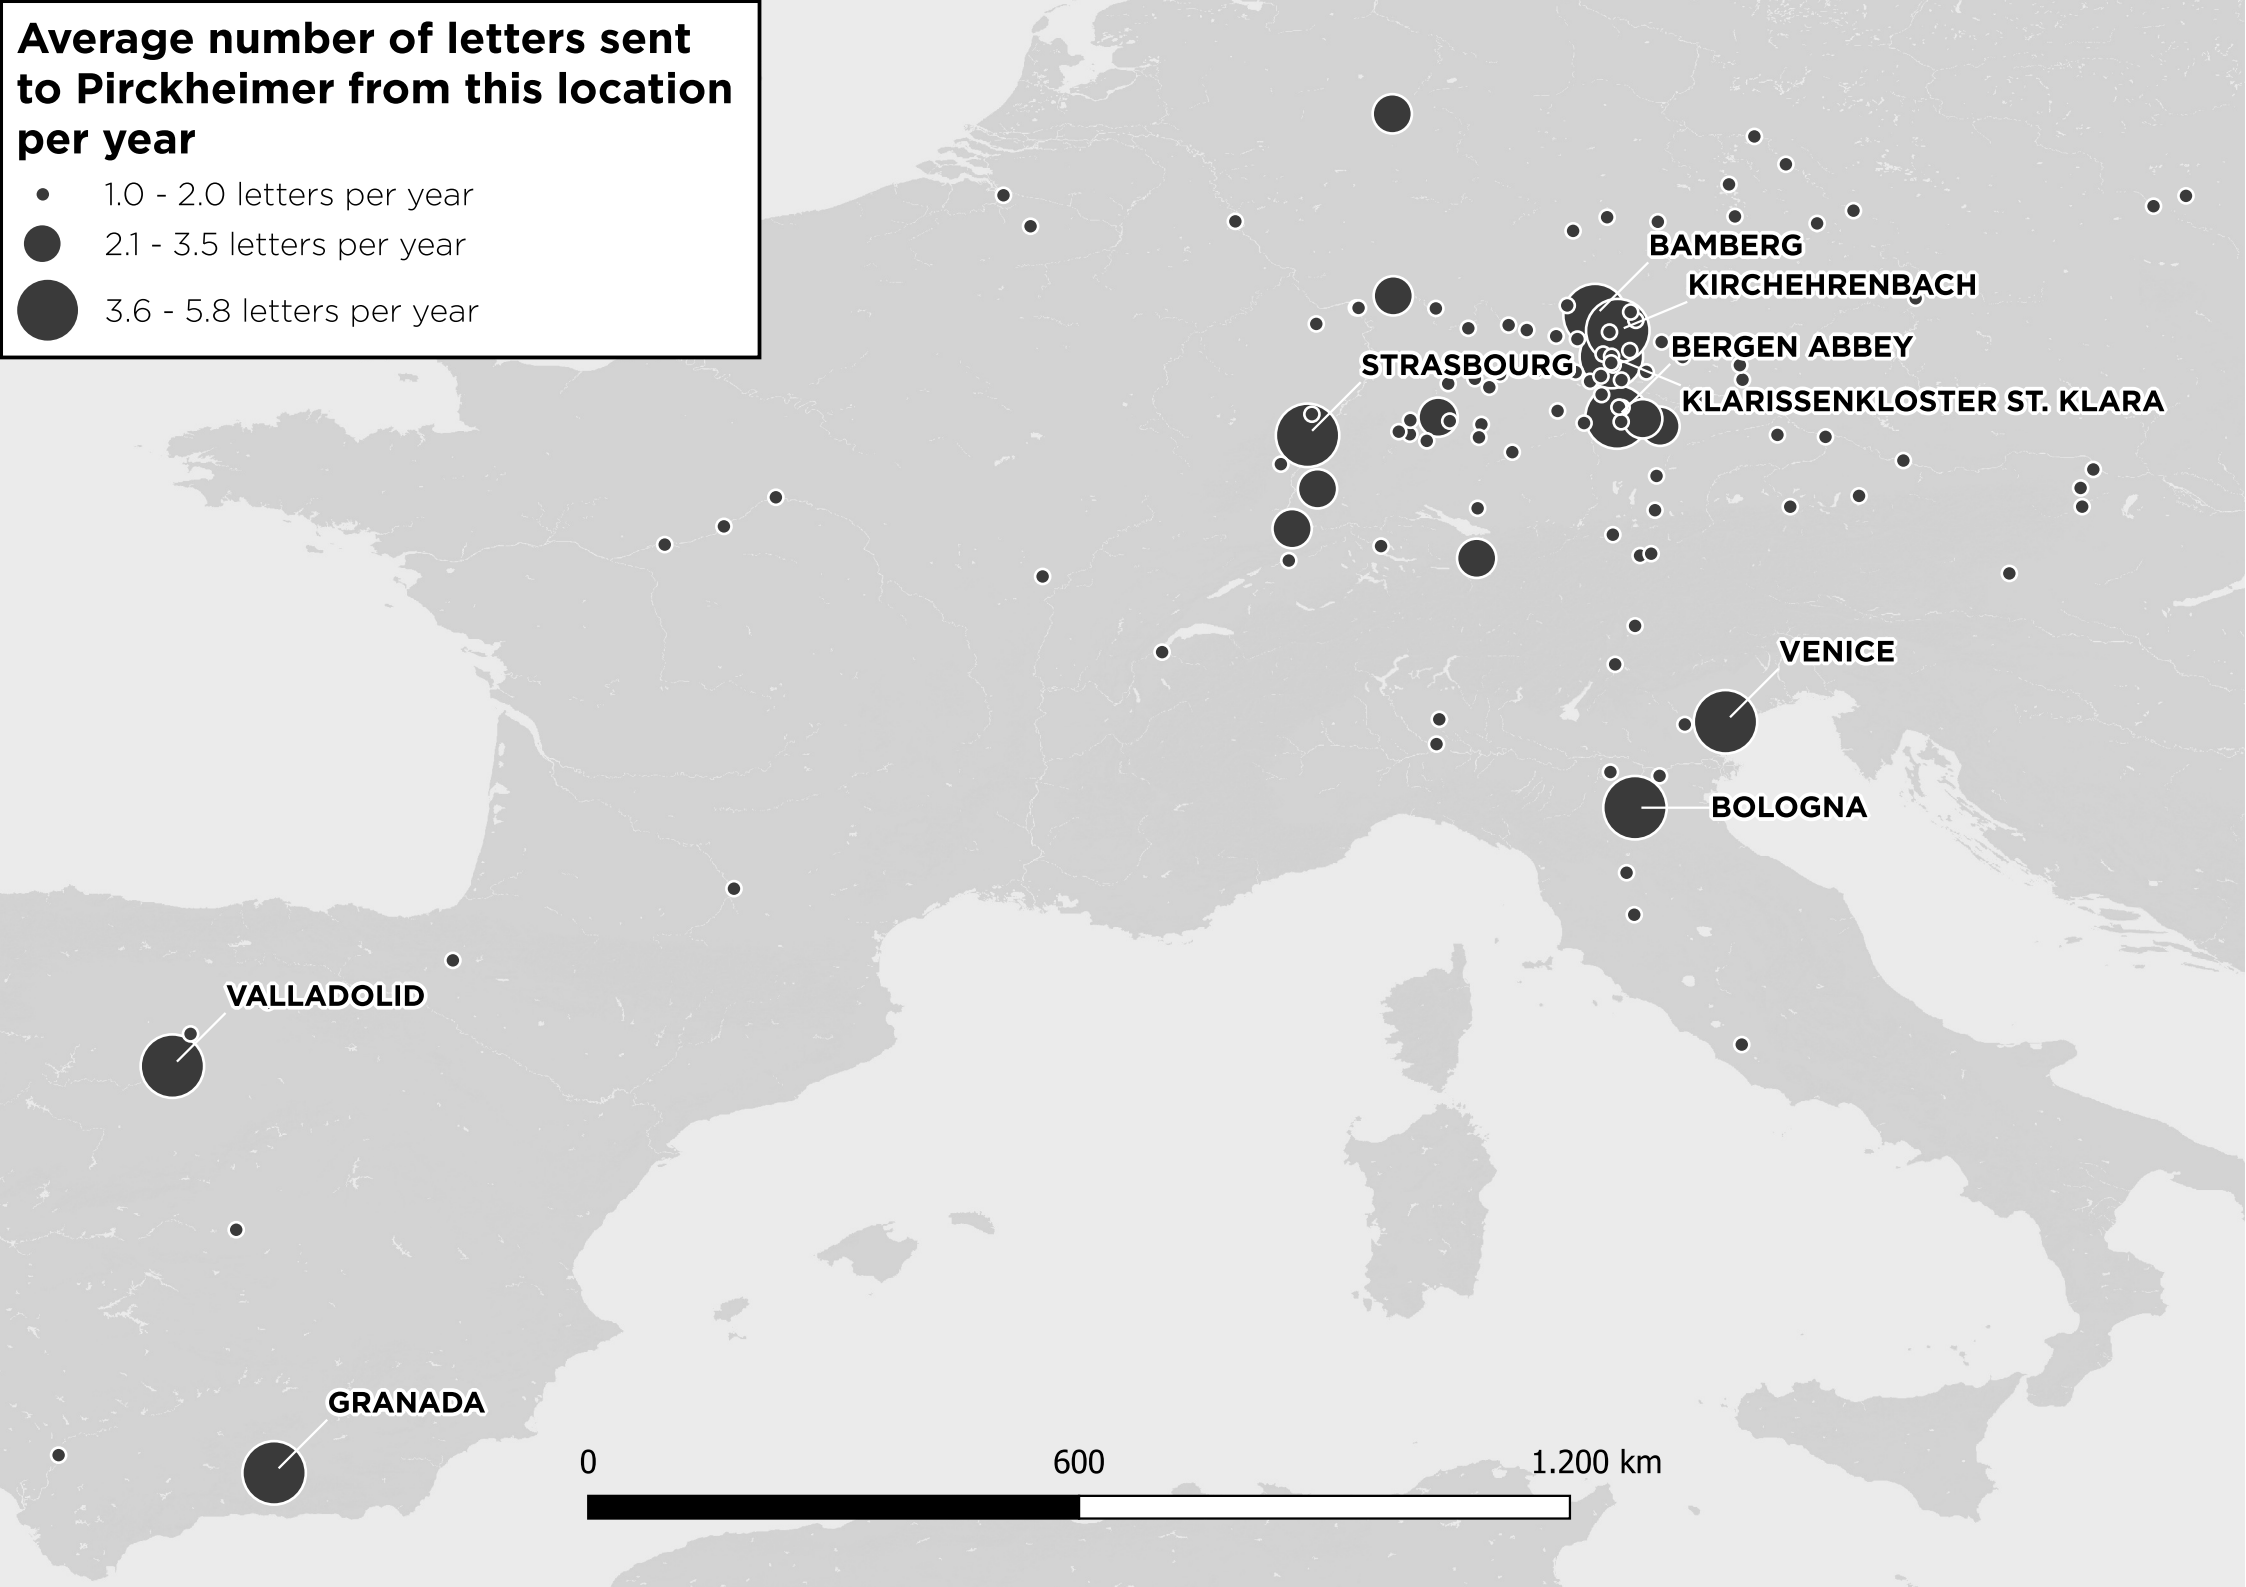 Average number of letters sent
to Pirckheimer from this location
per year
1.0 - 2.0 letters per year
2.1 - 3.5 letters per year
3.6 - 5.8 letters per year
BAMBERG
KIRCHEHRENBACH
BERGEN ABBEY
STRASBOURG
KLARISSENKLOSTER ST. KLARA
VENICE
BOLOGNA
VALLADOLID
GRANADA
0 600 1.200 km